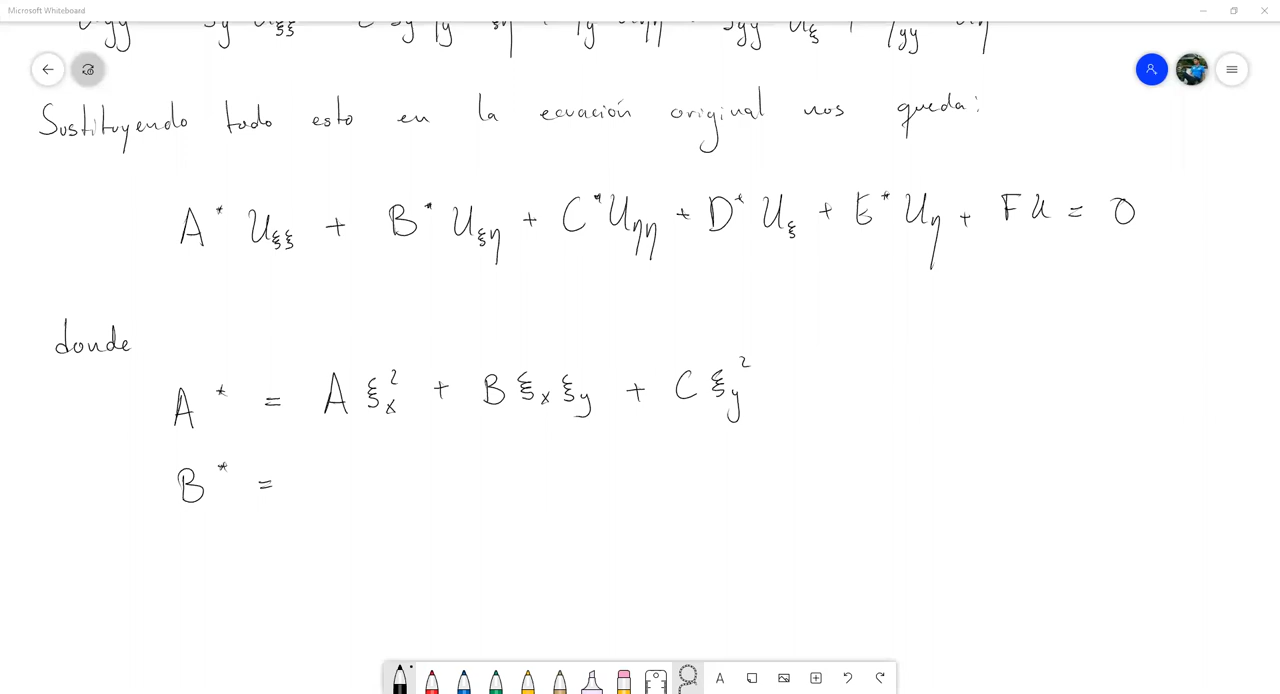 Microsoft Whiteboard
Sustituyendo todo esto en la ecuación original nos queda:
A* U_ξξ + B* U_ξη + C* U_ηη + D* U_ξ + E* U_η + F u = 0
donde
A* = A ξ_x² + B ξ_x ξ_y + C ξ_y²
B* =